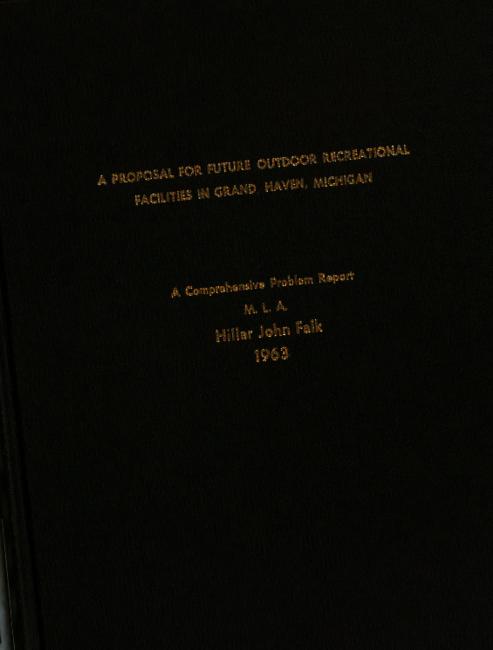 A PROPOSAL FOR FUTURE OUTDOOR RECREATIONAL
FACILITIES IN GRAND HAVEN, MICHIGAN
A Comprehensive Problem Report
M. L. A.
Hillar John Falk
1963